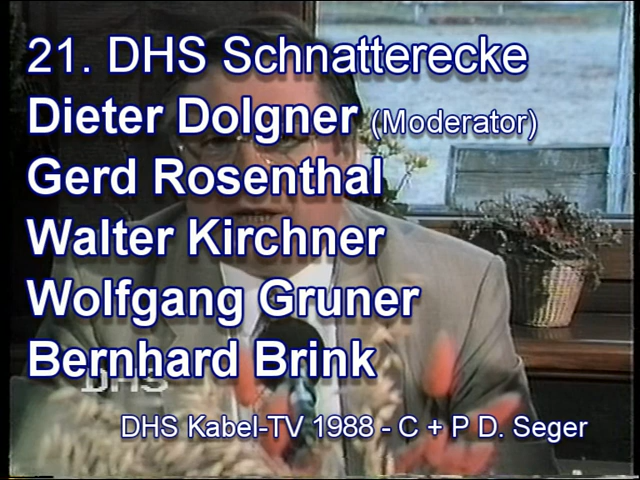 21. DHS Schnatterecke
Dieter Dolgner (Moderator)
Gerd Rosenthal
Walter Kirchner
Wolfgang Gruner
Bernhard Brink
DHS
DHS Kabel-TV 1988 - C + P D. Seger